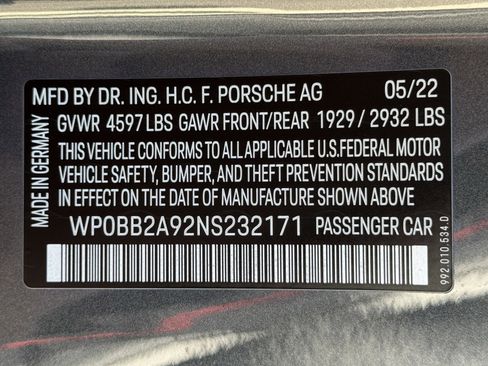 MFD BY DR. ING. H.C. F. PORSCHE AG 05/22
GVWR 4597 LBS GAWR FRONT/REAR 1929 / 2932 LBS
THIS VEHICLE CONFORMS TO ALL APPLICABLE U.S.FEDERAL MOTOR
VEHICLE SAFETY, BUMPER, AND THEFT PREVENTION STANDARDS
IN EFFECT ON THE DATE OF MANUFACTURE SHOWN ABOVE
WP0BB2A92NS232171 PASSENGER CAR
MADE IN GERMANY
992.010.534.D